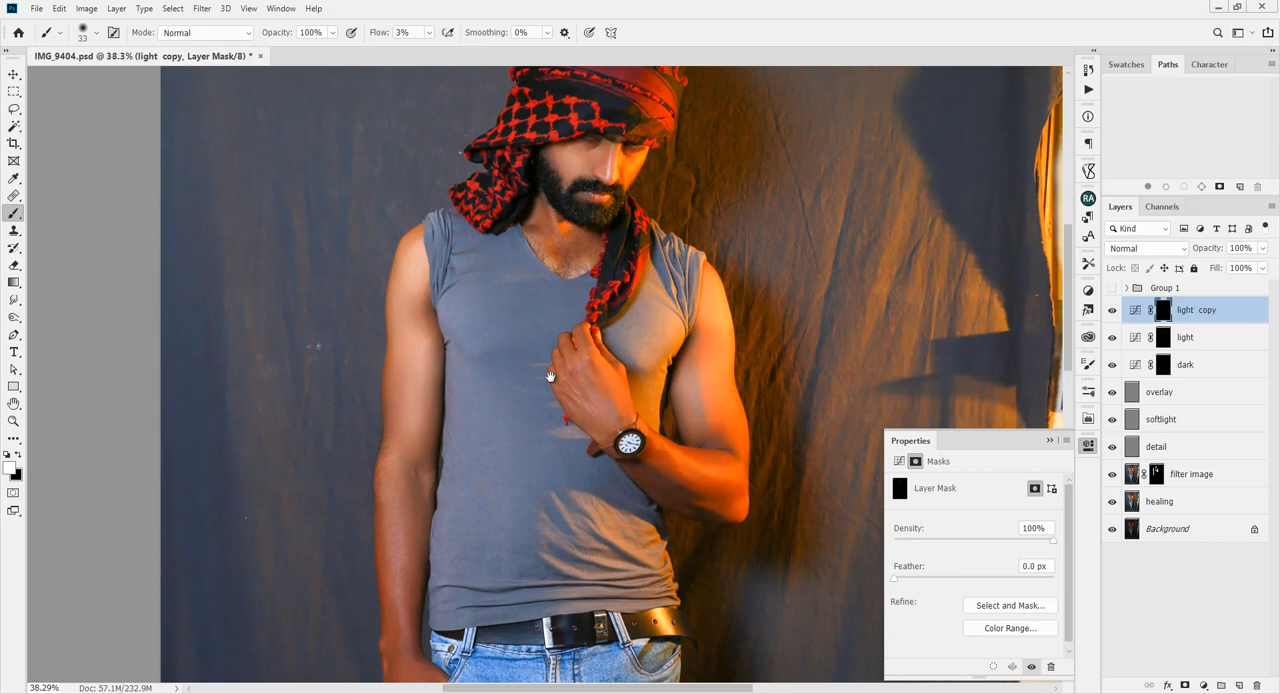 Ps File Edit Image Layer Type Select Filter 3D View Window Help
33 Mode: Normal Opacity: 100% Flow: 3% Smoothing: 0%
IMG_9404.psd @ 38.3% (light copy, Layer Mask/8) * ×
Swatches Paths Character
RA
Layers Channels
Kind
Normal Opacity: 100%
Lock: Fill: 100%
Group 1
light copy
light
dark
overlay
softlight
detail
filter image
healing
Background
Properties
Masks
Layer Mask
Density: 100%
Feather: 0.0 px
Refine: Select and Mask...
Color Range...
38.29% Doc: 57.1M/232.9M